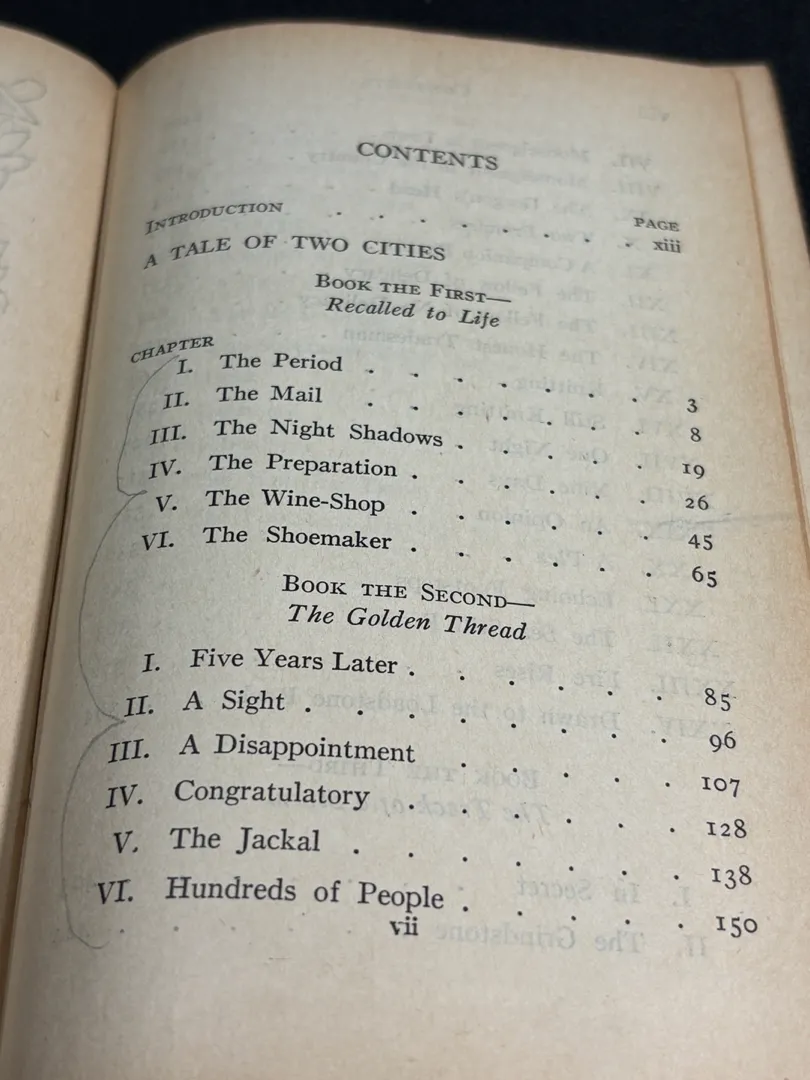 CONTENTS
PAGE
INTRODUCTION . . . . . . . . xiii
A TALE OF TWO CITIES
BOOK THE FIRST—
Recalled to Life
CHAPTER
I. The Period . . . . . . . 3
II. The Mail . . . . . . . 8
III. The Night Shadows . . . . . 19
IV. The Preparation . . . . . . 26
V. The Wine-Shop . . . . . . 45
VI. The Shoemaker . . . . . . 65
BOOK THE SECOND—
The Golden Thread
I. Five Years Later . . . . . . 85
II. A Sight . . . . . . . . 96
III. A Disappointment . . . . . 107
IV. Congratulatory . . . . . . 128
V. The Jackal . . . . . . . 138
VI. Hundreds of People . . . . . 150
vii